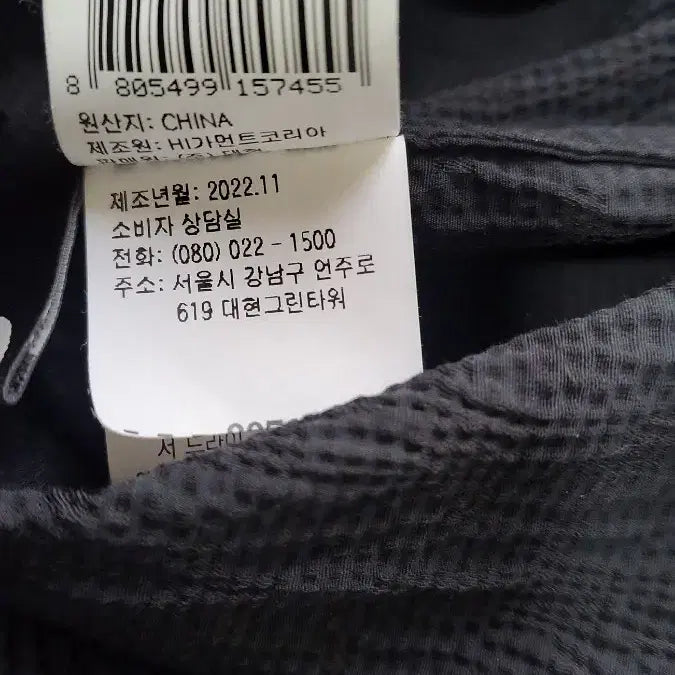 8 805499 157455
원산지: CHINA
제조원: HI가먼트코리아
제조년월: 2022.11
소비자 상담실
전화: (080) 022 - 1500
주소: 서울시 강남구 언주로
619 대현그린타워